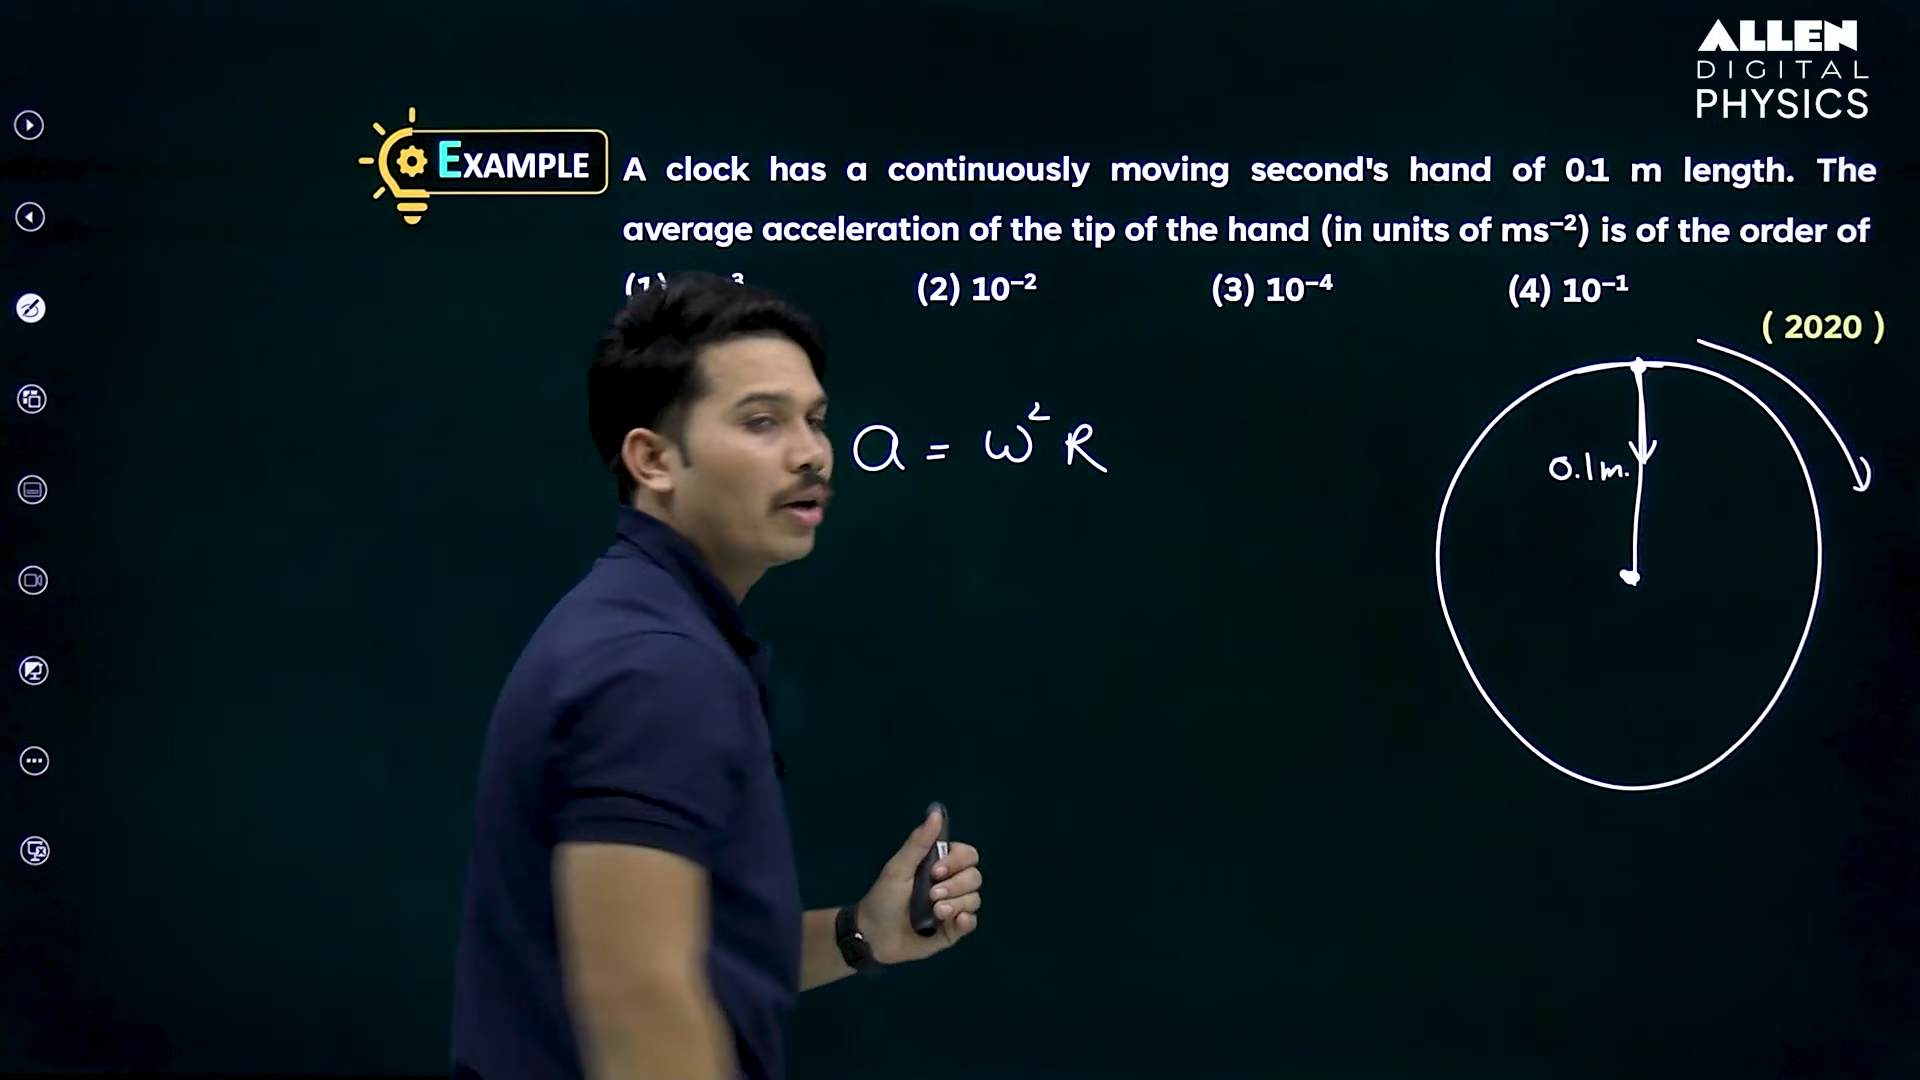 ALLEN
DIGITAL
PHYSICS
EXAMPLE
A clock has a continuously moving second's hand of 0.1 m length. The
average acceleration of the tip of the hand (in units of ms⁻²) is of the order of
(2) 10⁻² (3) 10⁻⁴ (4) 10⁻¹
( 2020 )
a = ω² R
0.1m.